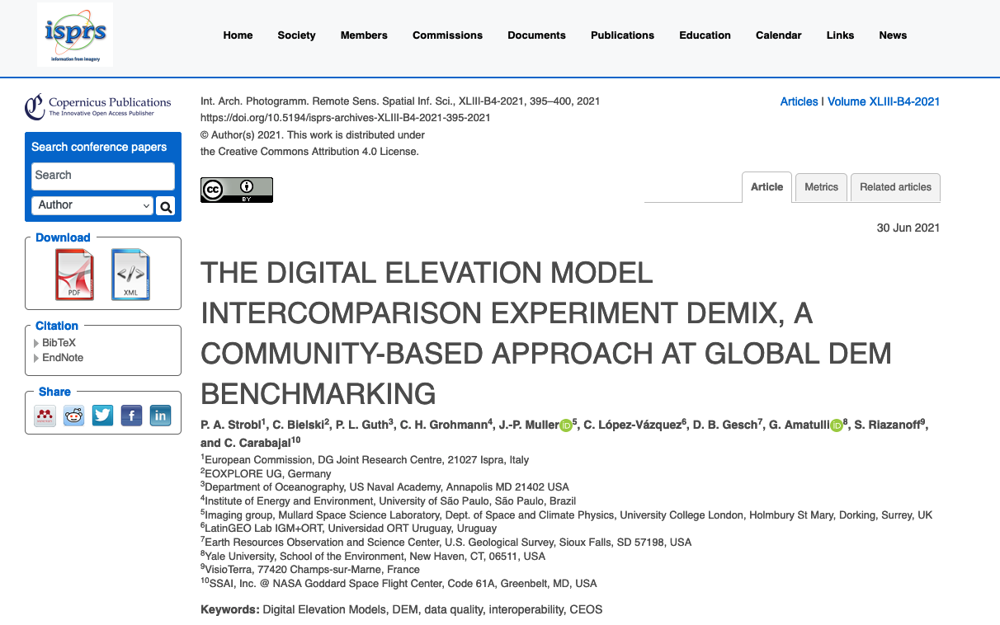 isprs
Information from imagery
Home Society Members Commissions Documents Publications Education Calendar Links News
Copernicus Publications
The Innovative Open Access Publisher
Search conference papers
Search
Author
Download
PDF XML
Citation
BibTeX
EndNote
Share
MENDELEY
f in
Int. Arch. Photogramm. Remote Sens. Spatial Inf. Sci., XLIII-B4-2021, 395–400, 2021
https://doi.org/10.5194/isprs-archives-XLIII-B4-2021-395-2021
© Author(s) 2021. This work is distributed under
the Creative Commons Attribution 4.0 License.
Articles | Volume XLIII-B4-2021
cc BY
Article Metrics Related articles
30 Jun 2021
THE DIGITAL ELEVATION MODEL
INTERCOMPARISON EXPERIMENT DEMIX, A
COMMUNITY-BASED APPROACH AT GLOBAL DEM
BENCHMARKING
P. A. Strobl1, C. Bielski2, P. L. Guth3, C. H. Grohmann4, J.-P. Muller iD 5, C. López-Vázquez6, D. B. Gesch7, G. Amatulli iD 8, S. Riazanoff9,
and C. Carabajal10
1European Commission, DG Joint Research Centre, 21027 Ispra, Italy
2EOXPLORE UG, Germany
3Department of Oceanography, US Naval Academy, Annapolis MD 21402 USA
4Institute of Energy and Environment, University of São Paulo, São Paulo, Brazil
5Imaging group, Mullard Space Science Laboratory, Dept. of Space and Climate Physics, University College London, Holmbury St Mary, Dorking, Surrey, UK
6LatinGEO Lab IGM+ORT, Universidad ORT Uruguay, Uruguay
7Earth Resources Observation and Science Center, U.S. Geological Survey, Sioux Falls, SD 57198, USA
8Yale University, School of the Environment, New Haven, CT, 06511, USA
9VisioTerra, 77420 Champs-sur-Marne, France
10SSAI, Inc. @ NASA Goddard Space Flight Center, Code 61A, Greenbelt, MD, USA
Keywords: Digital Elevation Models, DEM, data quality, interoperability, CEOS